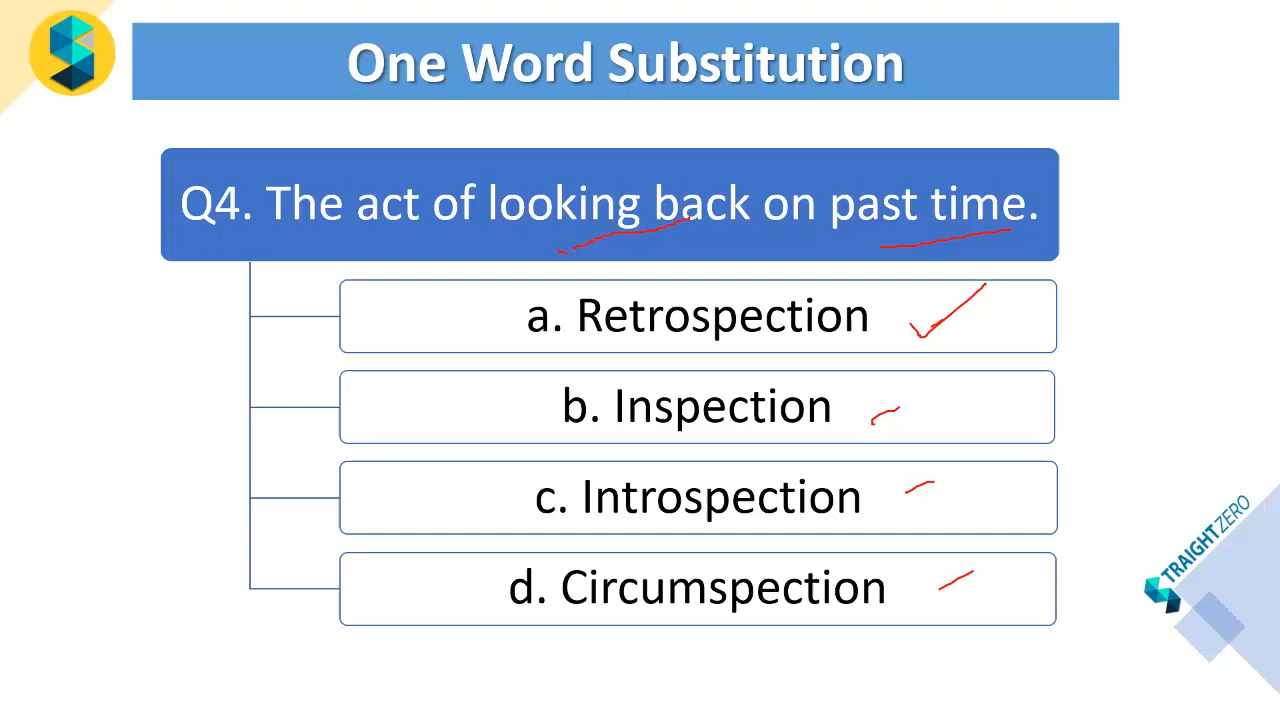 One Word Substitution
Q4. The act of looking back on past time.
a. Retrospection
b. Inspection
c. Introspection
d. Circumspection
TRAIGHTZERO